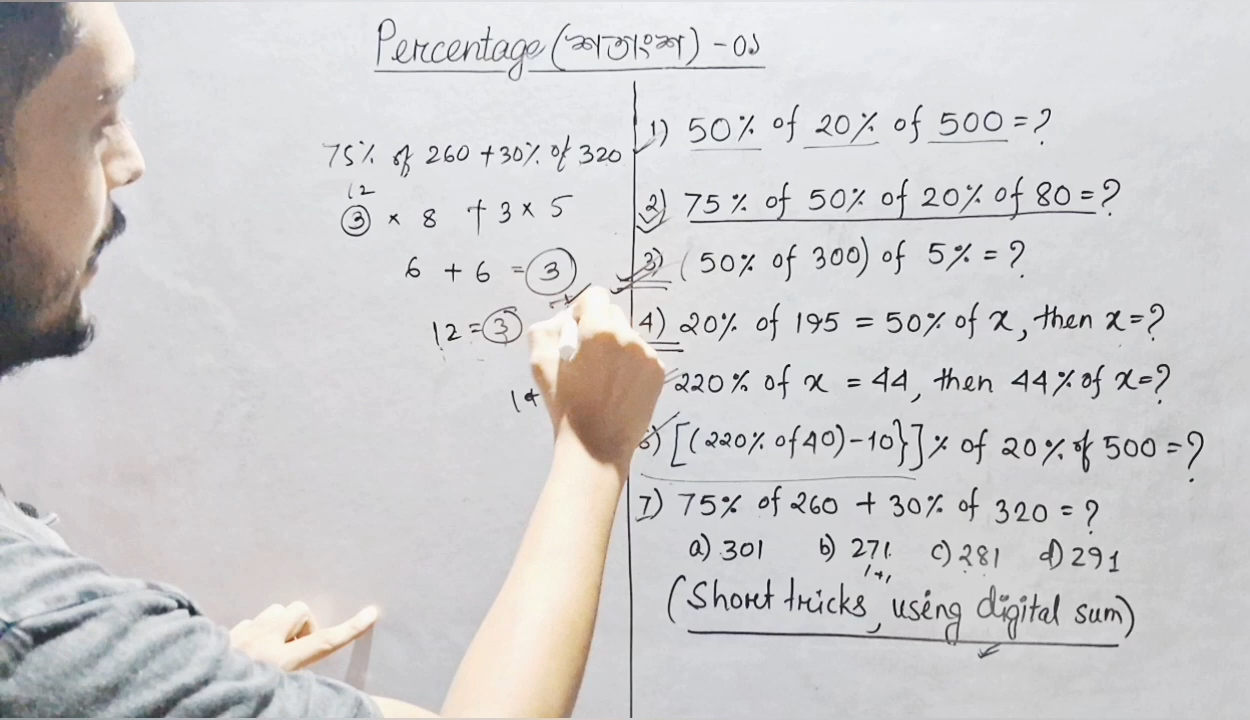 Percentage (শতাংশ) - ০১
75% of 260 + 30% of 320
12
3 × 8 + 3 × 5
6 + 6 = 3
12 = 3
1+
1) 50% of 20% of 500 = ?
2) 75% of 50% of 20% of 80 = ?
3) (50% of 300) of 5% = ?
4) 20% of 195 = 50% of x, then x = ?
220% of x = 44, then 44% of x = ?
6) [(220% of 40) - 10}]% of 20% of 500 = ?
7) 75% of 260 + 30% of 320 = ?
a) 301 b) 271 c) 281 d) 291
(Short tricks, using digital sum)